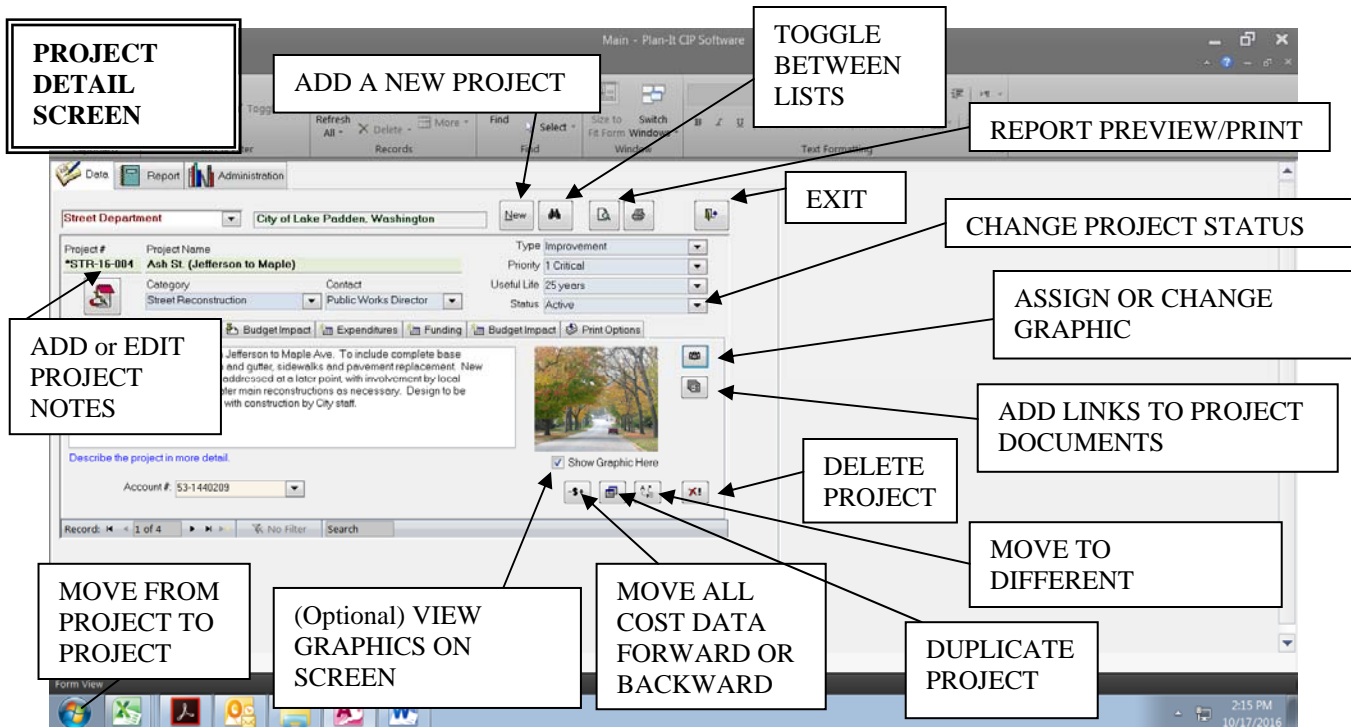 PROJECT
DETAIL
SCREEN
Main - Plan-It CIP Software
TOGGLE
BETWEEN
LISTS
ADD A NEW PROJECT
Refresh
All
Delete
More
Find
Select
Size to
Fit Form
Switch
Windows
B I U
Records
Find
Window
Text Formatting
REPORT PREVIEW/PRINT
Data
Report
Administration
EXIT
CHANGE PROJECT STATUS
Street Department
City of Lake Padden, Washington
New
Project #
Project Name
*STR-16-004
Ash St. (Jefferson to Maple)
Category
Contact
Street Reconstruction
Public Works Director
Type Improvement
Priority 1 Critical
Useful Life 25 years
Status Active
ASSIGN OR CHANGE
GRAPHIC
Budget Impact
Expenditures
Funding
Budget Impact
Print Options
ADD or EDIT
PROJECT
NOTES
Jefferson to Maple Ave. To include complete base
and gutter, sidewalks and pavement replacement. New
addressed at a later point, with involvement by local
main reconstructions as necessary. Design to be
with construction by City staff.
ADD LINKS TO PROJECT
DOCUMENTS
Describe the project in more detail.
Show Graphic Here
DELETE
PROJECT
Account #: 53-1440209
Record: 1 of 4
No Filter
Search
MOVE TO
DIFFERENT
MOVE FROM
PROJECT TO
PROJECT
(Optional) VIEW
GRAPHICS ON
SCREEN
MOVE ALL
COST DATA
FORWARD OR
BACKWARD
DUPLICATE
PROJECT
Form View
2:15 PM
10/17/2016